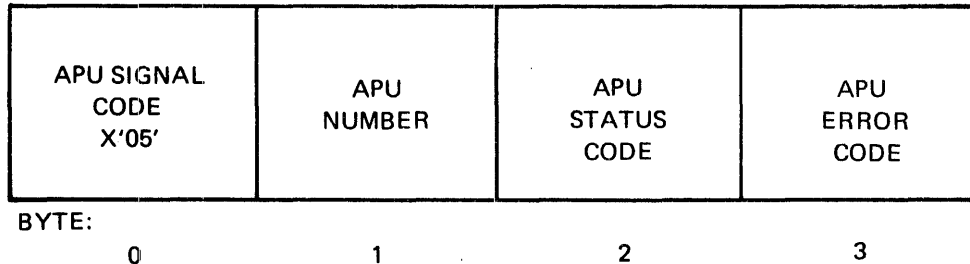 APU SIGNAL
CODE
X'05'
APU
NUMBER
APU
STATUS
CODE
APU
ERROR
CODE
BYTE:
0 1 2 3